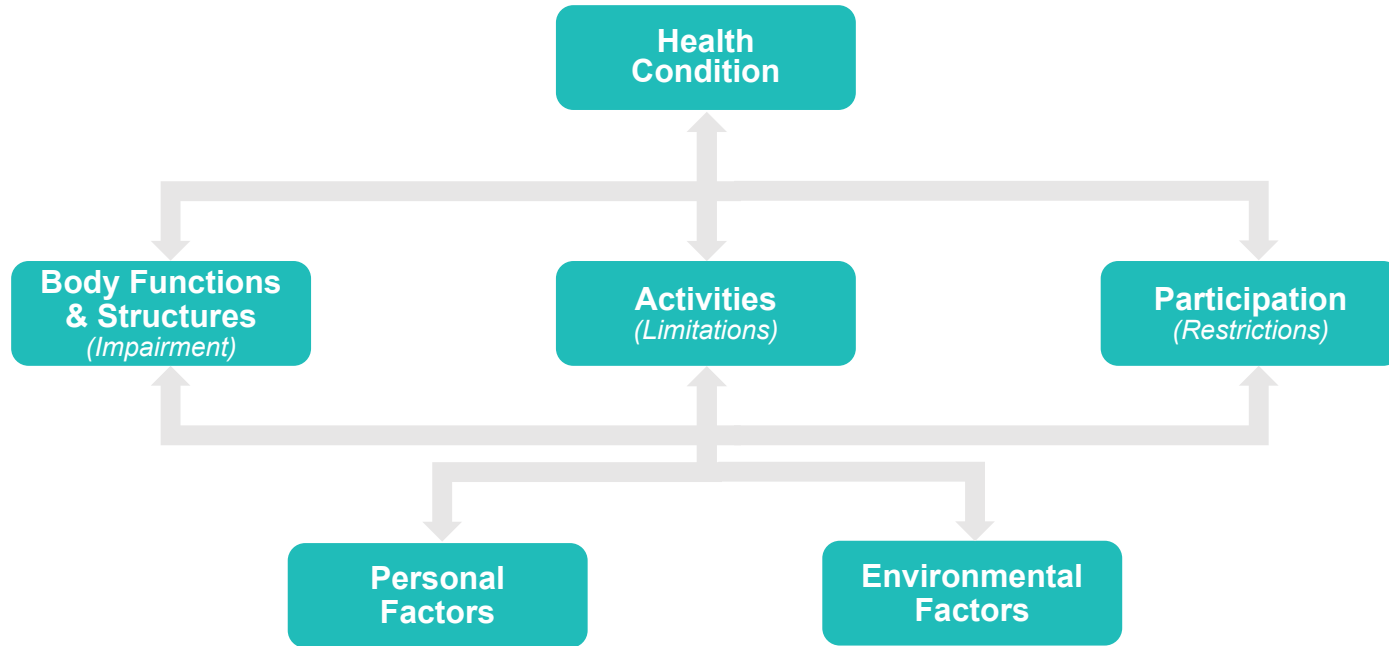 Health
Condition
Body Functions
& Structures
(Impairment)
Activities
(Limitations)
Participation
(Restrictions)
Personal
Factors
Environmental
Factors